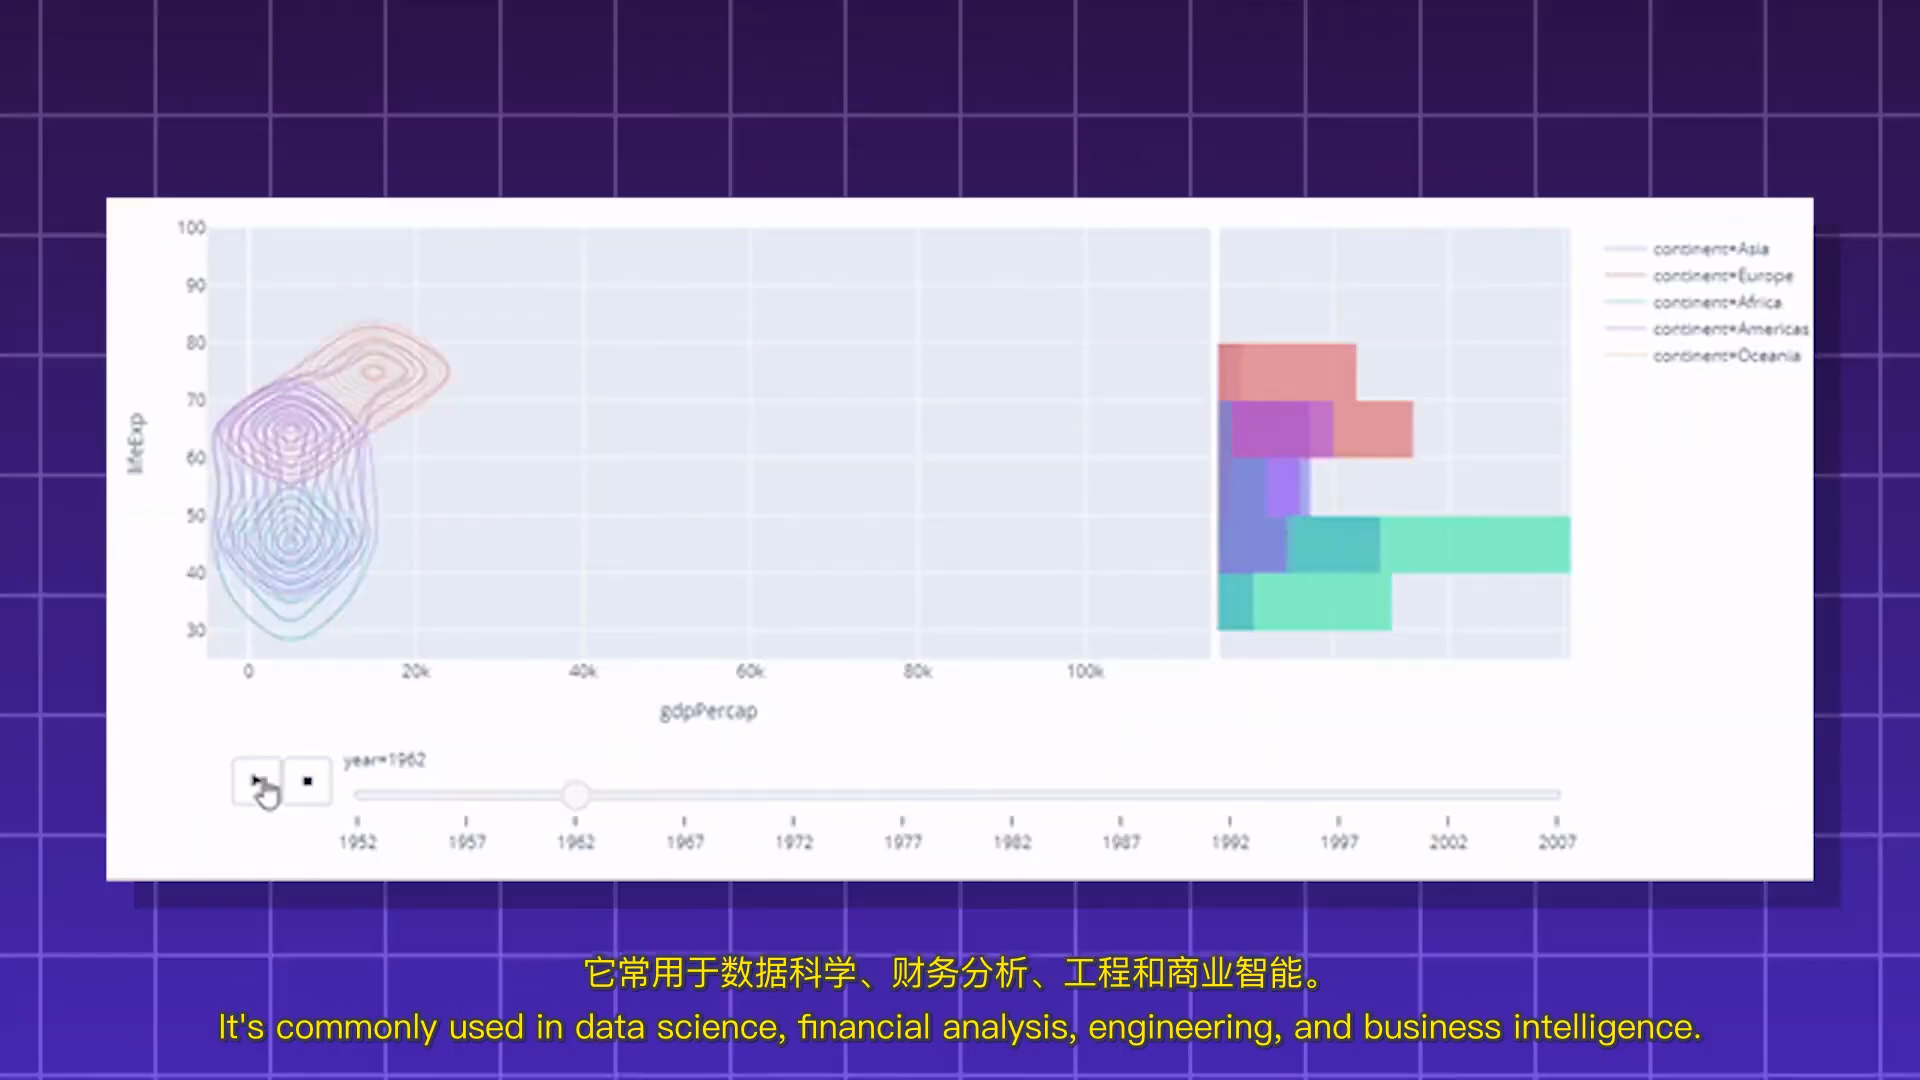 100
90
80
70
60
50
40
30
lifeExp
0 20k 40k 60k 80k 100k
gdpPercap
continent=Asia
continent=Europe
continent=Africa
continent=Americas
continent=Oceania
year=1962
1952 1957 1962 1967 1972 1977 1982 1987 1992 1997 2002 2007
它常用于数据科学、财务分析、工程和商业智能。
It's commonly used in data science, financial analysis, engineering, and business intelligence.